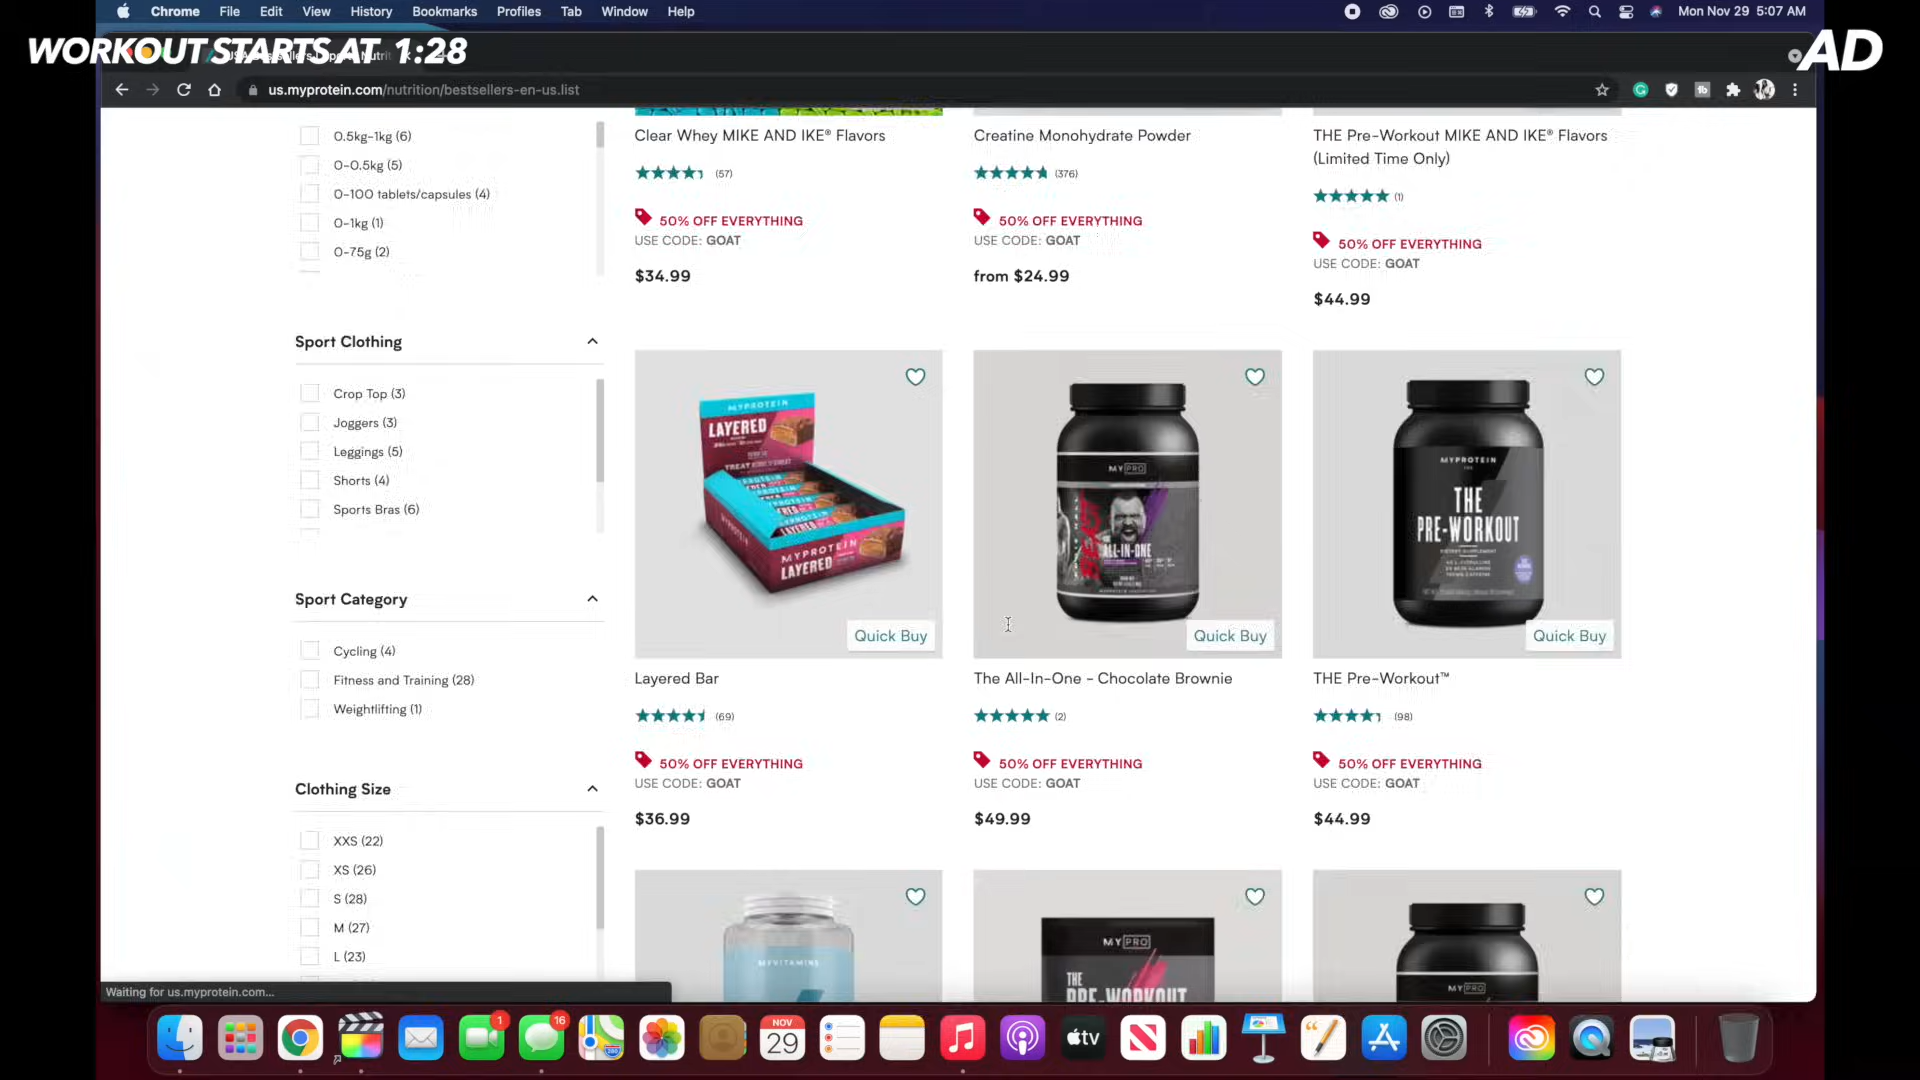 Chrome File Edit View History Bookmarks Profiles Tab Window Help
Mon Nov 29 5:07 AM
WORKOUT STARTS AT 1:28
AD
us.myprotein.com/nutrition/bestsellers-en-us.list
0.5kg-1kg (6)
0-0.5kg (5)
0-100 tablets/capsules (4)
0-1kg (1)
0-75g (2)
Sport Clothing
Crop Top (3)
Joggers (3)
Leggings (5)
Shorts (4)
Sports Bras (6)
Sport Category
Cycling (4)
Fitness and Training (28)
Weightlifting (1)
Clothing Size
XXS (22)
XS (26)
S (28)
M (27)
L (23)
Clear Whey MIKE AND IKE® Flavors
(57)
50% OFF EVERYTHING
USE CODE: GOAT
$34.99
Creatine Monohydrate Powder
(376)
50% OFF EVERYTHING
USE CODE: GOAT
from $24.99
THE Pre-Workout MIKE AND IKE® Flavors
(Limited Time Only)
(1)
50% OFF EVERYTHING
USE CODE: GOAT
$44.99
MYPROTEIN
LAYERED
MYPROTEIN
LAYERED
Quick Buy
Layered Bar
(69)
50% OFF EVERYTHING
USE CODE: GOAT
$36.99
MYPRO
ALL-IN-ONE
Quick Buy
The All-In-One - Chocolate Brownie
(2)
50% OFF EVERYTHING
USE CODE: GOAT
$49.99
MYPROTEIN
THE
PRE-WORKOUT
Quick Buy
THE Pre-Workout™
(98)
50% OFF EVERYTHING
USE CODE: GOAT
$44.99
MYVITAMINS
MYPRO
THE
PRE-WORKOUT
MYPRO
Waiting for us.myprotein.com...
1
16
NOV
29
tv